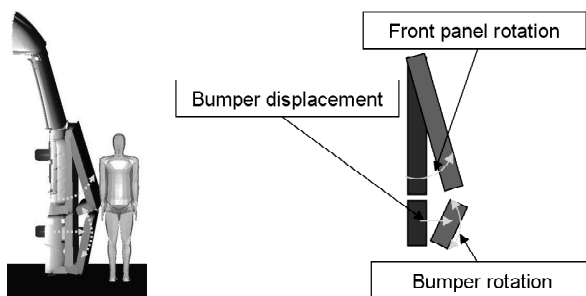 Front panel rotation
Bumper displacement
Bumper rotation